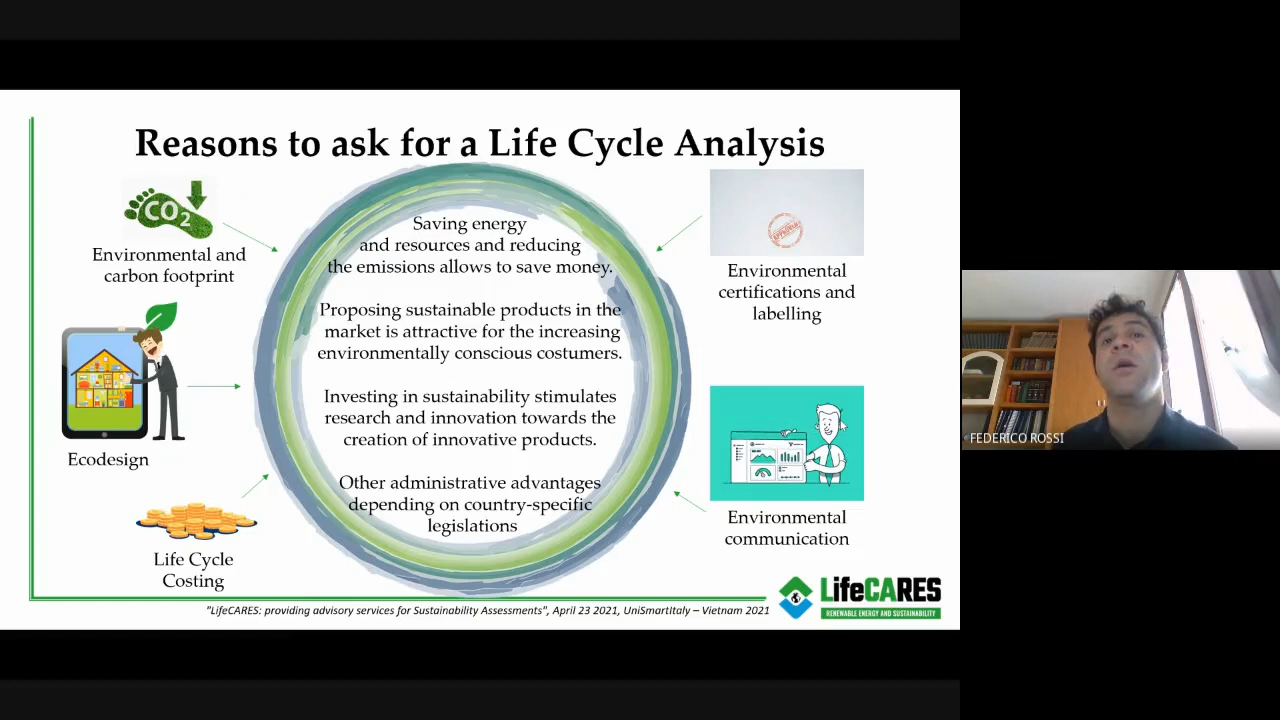 Reasons to ask for a Life Cycle Analysis
CO2
Environmental and
carbon footprint
Ecodesign
Life Cycle
Costing
Saving energy
and resources and reducing
the emissions allows to save money.
Proposing sustainable products in the
market is attractive for the increasing
environmentally conscious costumers.
Investing in sustainability stimulates
research and innovation towards the
creation of innovative products.
Other administrative advantages
depending on country-specific
legislations
APPROVED
Environmental
certifications and
labelling
Environmental
communication
"LifeCARES: providing advisory services for Sustainability Assessments", April 23 2021, UniSmartItaly – Vietnam 2021
LifeCARES
RENEWABLE ENERGY AND SUSTAINABILITY
FEDERICO ROSSI